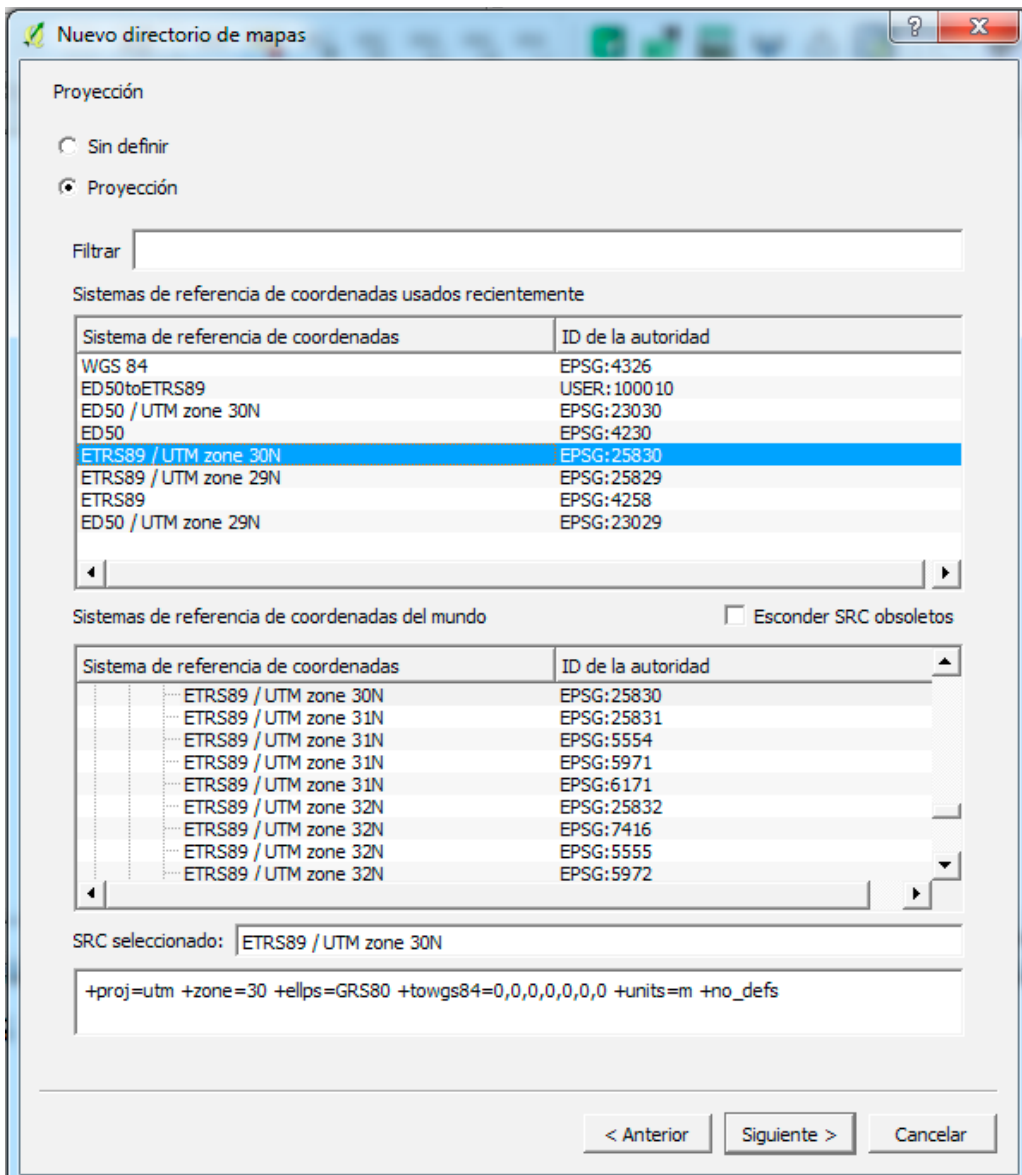 Nuevo directorio de mapas
?
X
Proyección
Sin definir
Proyección
Filtrar
Sistemas de referencia de coordenadas usados recientemente
Sistema de referencia de coordenadas ID de la autoridad
WGS 84 EPSG:4326
ED50toETRS89 USER:100010
ED50 / UTM zone 30N EPSG:23030
ED50 EPSG:4230
ETRS89 / UTM zone 30N EPSG:25830
ETRS89 / UTM zone 29N EPSG:25829
ETRS89 EPSG:4258
ED50 / UTM zone 29N EPSG:23029
Sistemas de referencia de coordenadas del mundo Esconder SRC obsoletos
Sistema de referencia de coordenadas ID de la autoridad
ETRS89 / UTM zone 30N EPSG:25830
ETRS89 / UTM zone 31N EPSG:25831
ETRS89 / UTM zone 31N EPSG:5554
ETRS89 / UTM zone 31N EPSG:5971
ETRS89 / UTM zone 31N EPSG:6171
ETRS89 / UTM zone 32N EPSG:25832
ETRS89 / UTM zone 32N EPSG:7416
ETRS89 / UTM zone 32N EPSG:5555
ETRS89 / UTM zone 32N EPSG:5972
SRC seleccionado: ETRS89 / UTM zone 30N
+proj=utm +zone=30 +ellps=GRS80 +towgs84=0,0,0,0,0,0,0 +units=m +no_defs
< Anterior Siguiente > Cancelar